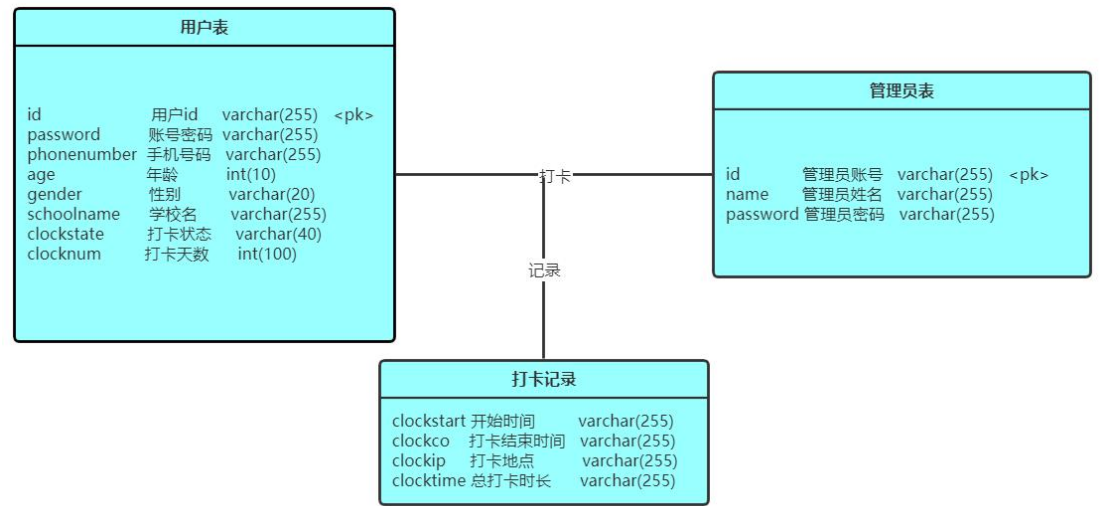 用户表
id 用户id varchar(255) <pk>
password 账号密码 varchar(255)
phonenumber 手机号码 varchar(255)
age 年龄 int(10)
gender 性别 varchar(20)
schoolname 学校名 varchar(255)
clockstate 打卡状态 varchar(40)
clocknum 打卡天数 int(100)
打卡
管理员表
id 管理员账号 varchar(255) <pk>
name 管理员姓名 varchar(255)
password 管理员密码 varchar(255)
记录
打卡记录
clockstart 开始时间 varchar(255)
clockco 打卡结束时间 varchar(255)
clockip 打卡地点 varchar(255)
clocktime 总打卡时长 varchar(255)